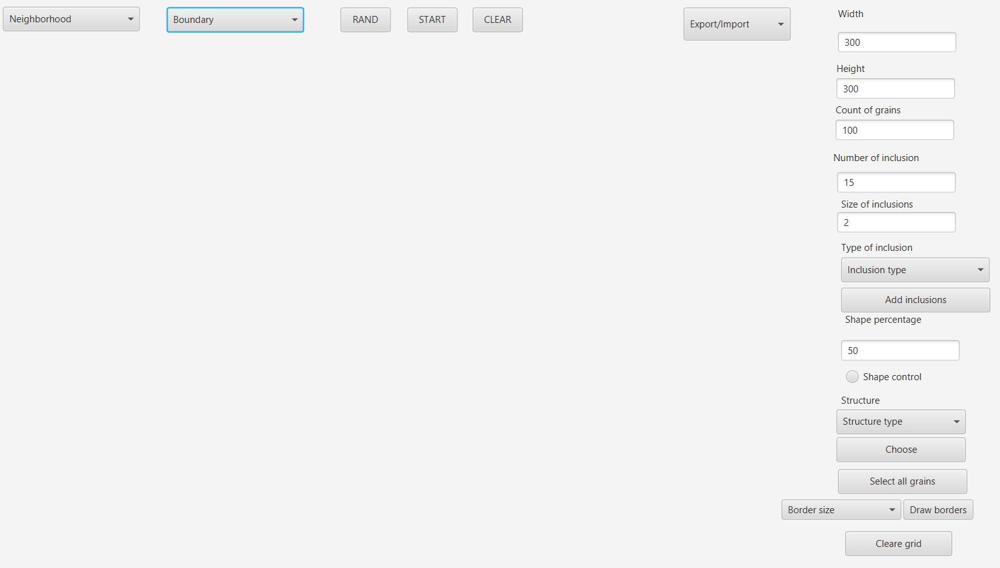 Neighborhood
Boundary
RAND
START
CLEAR
Export/Import
Width
300
Height
300
Count of grains
100
Number of inclusion
15
Size of inclusions
2
Type of inclusion
Inclusion type
Add inclusions
Shape percentage
50
Shape control
Structure
Structure type
Choose
Select all grains
Border size
Draw borders
Cleare grid